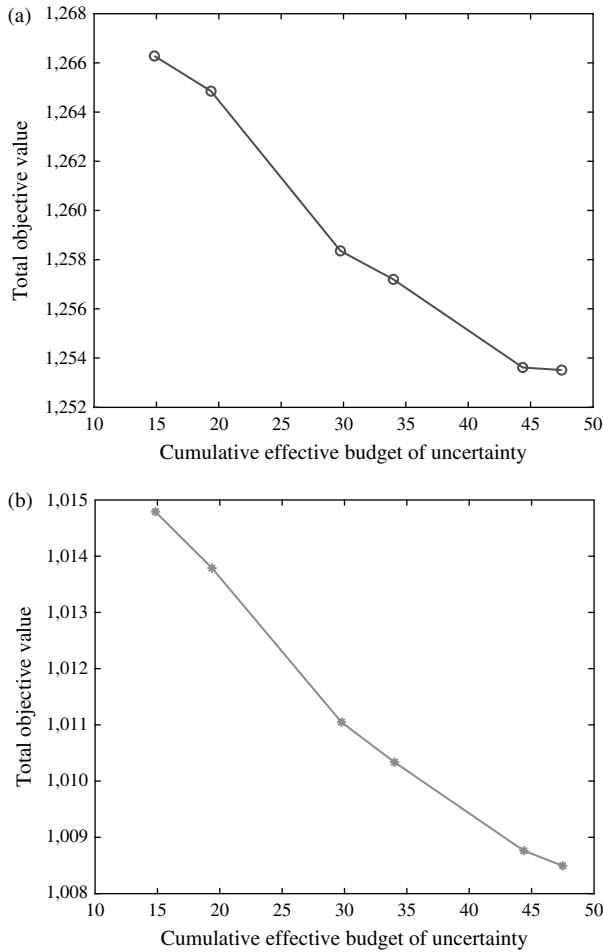 (a)
Total objective value
1,268
1,266
1,264
1,262
1,260
1,258
1,256
1,254
1,252
10 15 20 25 30 35 40 45 50
Cumulative effective budget of uncertainty
(b)
Total objective value
1,015
1,014
1,013
1,012
1,011
1,010
1,009
1,008
10 15 20 25 30 35 40 45 50
Cumulative effective budget of uncertainty